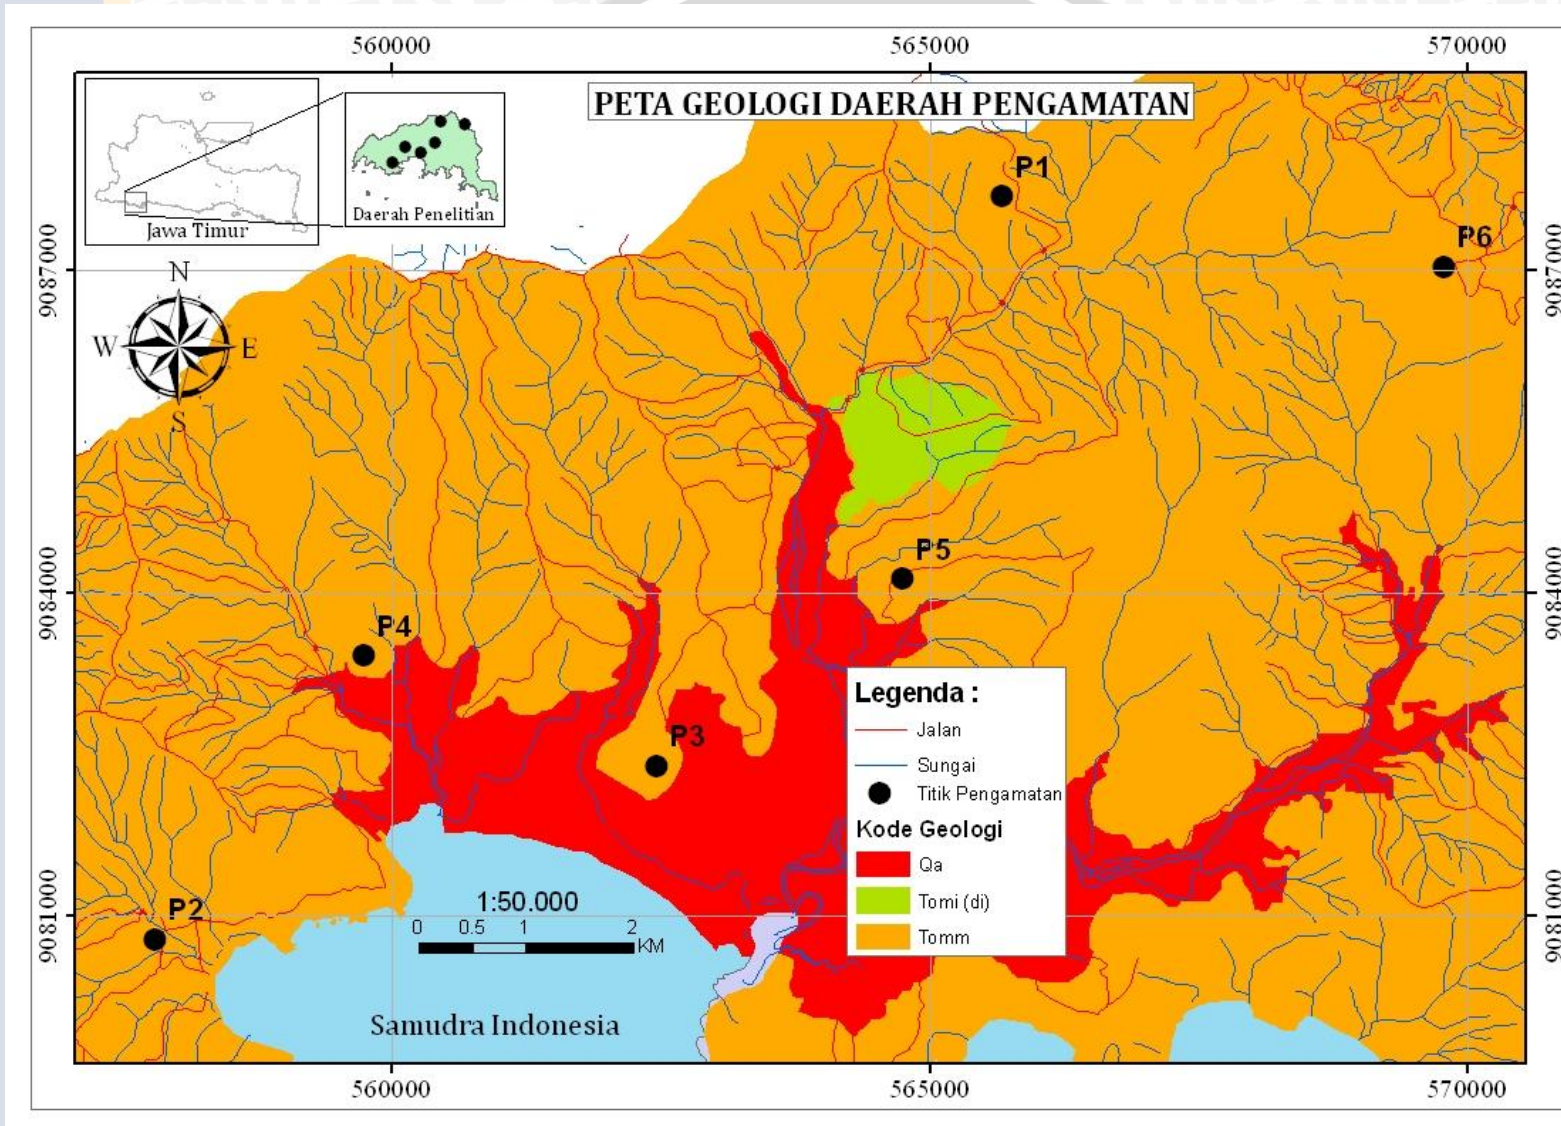 560000
565000
570000
PETA GEOLOGI DAERAH PENGAMATAN
Jawa Timur
Daerah Penelitian
P1
P6
9087000
9087000
N
W
E
S
P5
9084000
9084000
P4
P3
Legenda :
Jalan
Sungai
Titik Pengamatan
Kode Geologi
Qa
Tomi (di)
Tomm
P2
9081000
9081000
1:50.000
0
0.5
1
2
KM
Samudra Indonesia
560000
565000
570000